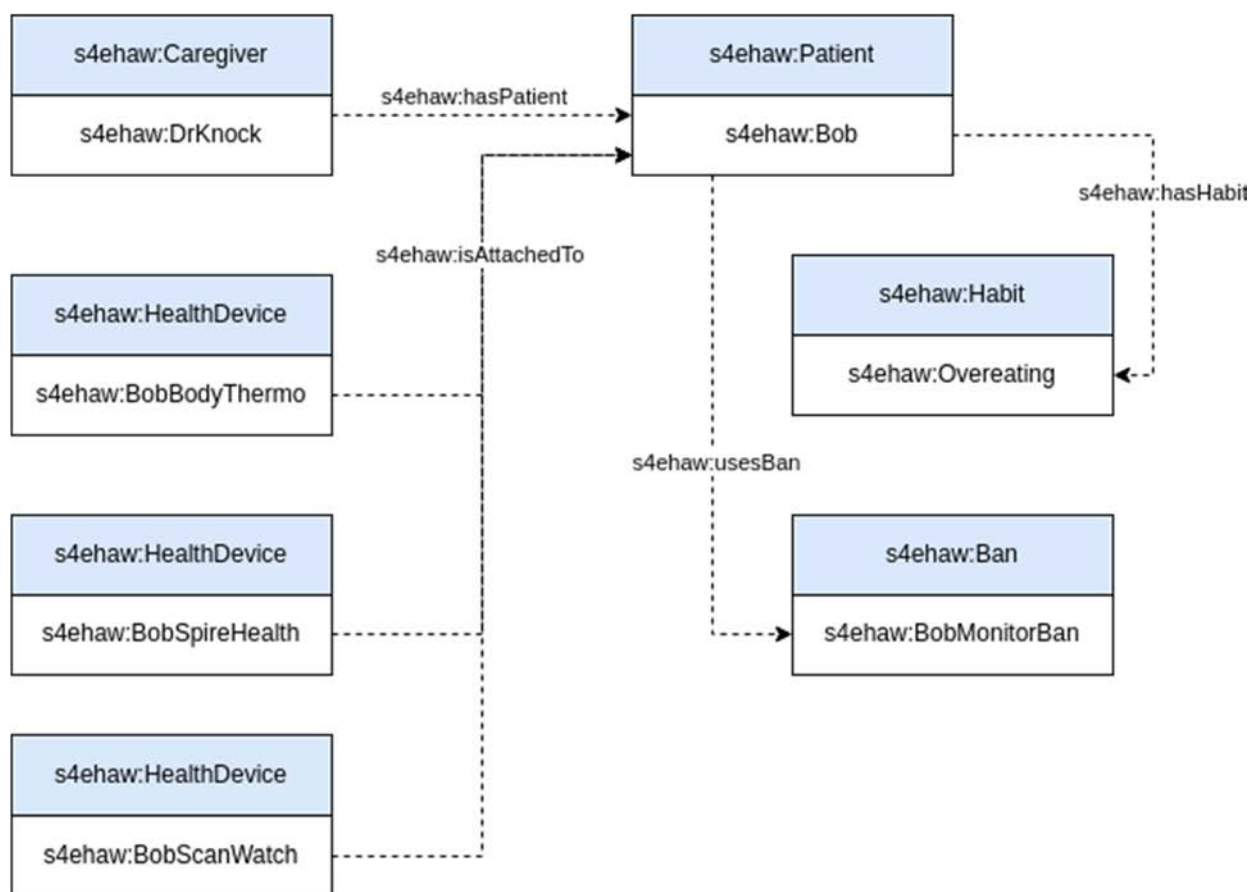 s4ehaw:Caregiver
s4ehaw:DrKnock
s4ehaw:hasPatient
s4ehaw:Patient
s4ehaw:Bob
s4ehaw:hasHabit
s4ehaw:isAttachedTo
s4ehaw:HealthDevice
s4ehaw:BobBodyThermo
s4ehaw:Habit
s4ehaw:Overeating
s4ehaw:usesBan
s4ehaw:HealthDevice
s4ehaw:BobSpireHealth
s4ehaw:Ban
s4ehaw:BobMonitorBan
s4ehaw:HealthDevice
s4ehaw:BobScanWatch